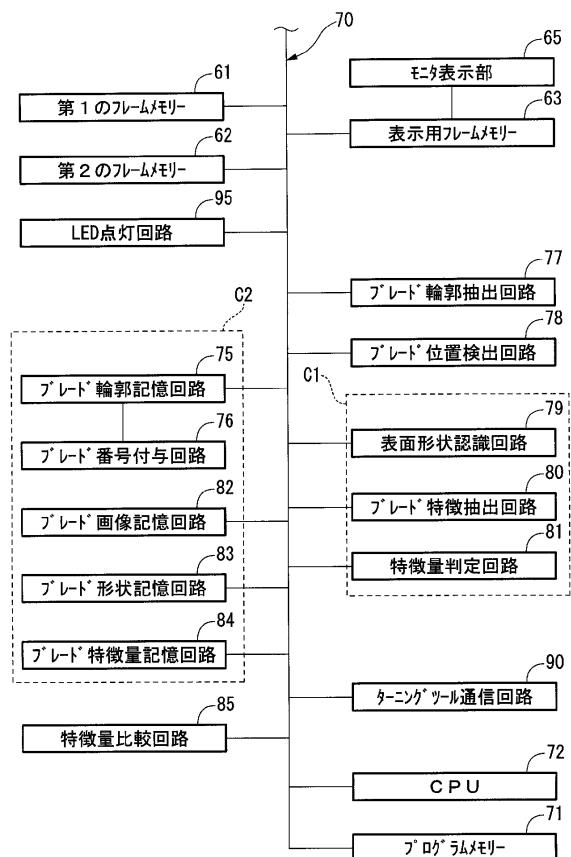 70
65
モニタ表示部
61
第1のフレームメモリー
63
表示用フレームメモリー
62
第2のフレームメモリー
95
LED点灯回路
77
ブレード輪郭抽出回路
C2
78
ブレード位置検出回路
75
ブレード輪郭記憶回路
C1
79
表面形状認識回路
76
ブレード番号付与回路
80
ブレード特徴抽出回路
82
ブレード画像記憶回路
81
特徴量判定回路
83
ブレード形状記憶回路
84
ブレード特徴量記憶回路
90
ターニングツール通信回路
85
特徴量比較回路
72
CPU
71
プログラムメモリー